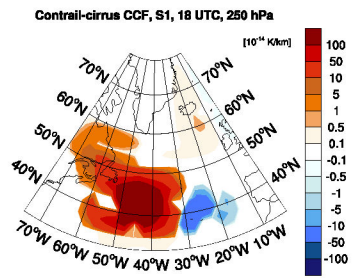 Contrail-cirrus CCF, S1, 18 UTC, 250 hPa
[10⁻¹⁴ K/km]
70°N 70°N
60°N 60°N
50°N 50°N
40°N 40°N
70°W 60°W 50°W 40°W 30°W 20°W 10°W
100
50
10
5
1
0.5
0.1
-0.1
-0.5
-1
-5
-10
-50
-100